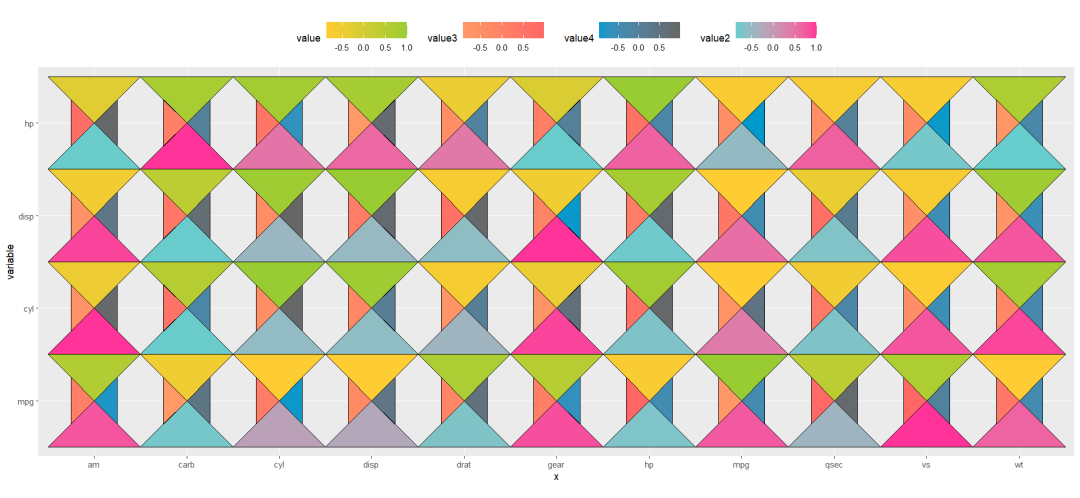 value -0.5 0.0 0.5 1.0 value3 -0.5 0.0 0.5 value4 -0.5 0.0 0.5 value2 -0.5 0.0 0.5 1.0
variable
hp
disp
cyl
mpg
am carb cyl disp drat gear hp mpg qsec vs wt
x